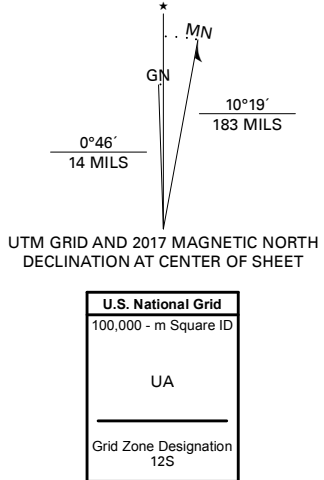 ★
MN
GN
10°19´
183 MILS
0°46´
14 MILS
UTM GRID AND 2017 MAGNETIC NORTH
DECLINATION AT CENTER OF SHEET
U.S. National Grid
100,000 - m Square ID
UA
Grid Zone Designation
12S